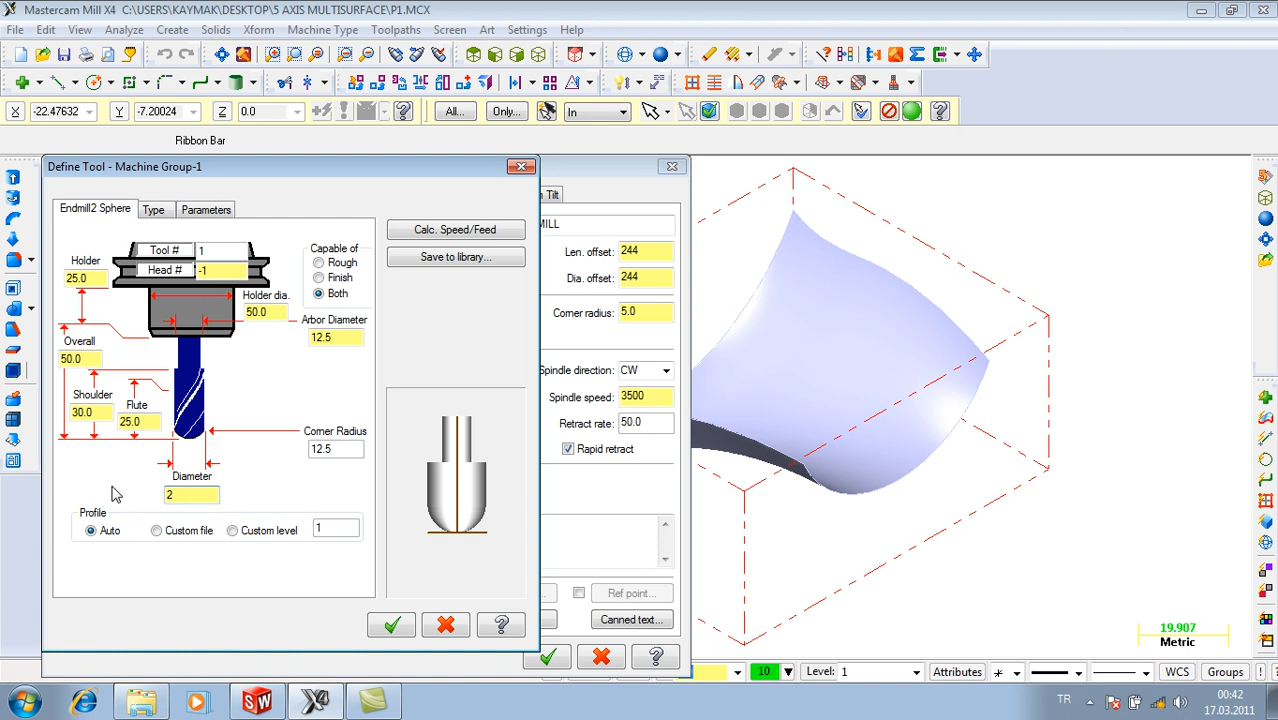 Mastercam Mill X4 C:\USERS\KAYMAK\DESKTOP\5 AXIS MULTISURFACE\P1.MCX
File Edit View Analyze Create Solids Xform Machine Type Toolpaths Screen Art Settings Help
X -22.47632 Y -7.20024 Z 0.0 All... Only... In
Ribbon Bar
Define Tool - Machine Group-1
Tilt
Endmill2 Sphere Type Parameters
Calc. Speed/Feed
Save to library...
Tool # 1
Head # -1
Holder
25.0
Capable of
Rough
Finish
Both
Holder dia.
50.0
Arbor Diameter
12.5
Overall
50.0
Shoulder
30.0
Flute
25.0
Corner Radius
12.5
Diameter
2
Profile
Auto Custom file Custom level 1
MILL
Len. offset: 244
Dia. offset: 244
Corner radius: 5.0
Spindle direction: CW
Spindle speed: 3500
Retract rate: 50.0
Rapid retract
Ref point...
Canned text...
19.907
Metric
10 Level: 1 Attributes WCS Groups
TR 00:42
17.03.2011